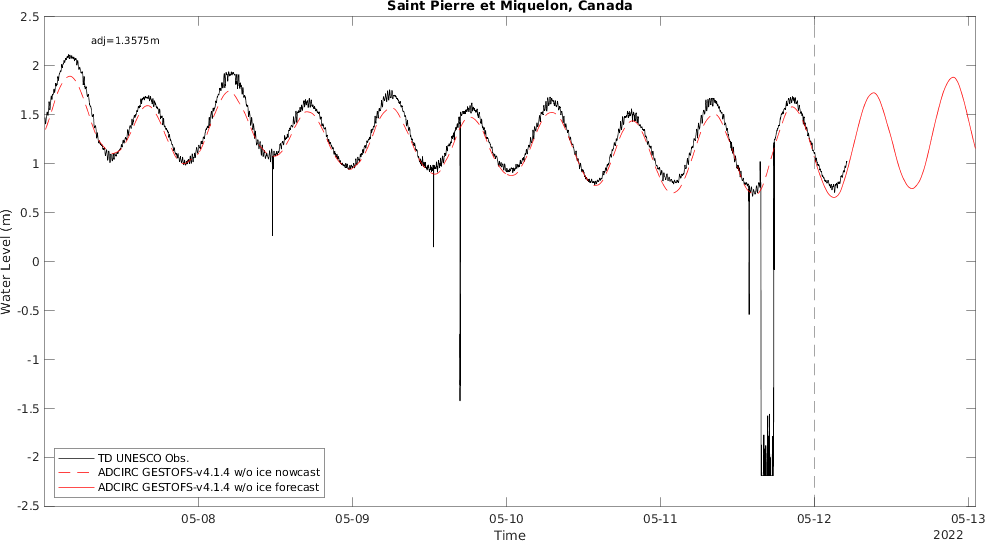 Saint Pierre et Miquelon, Canada
adj=1.3575m
2.5
2
1.5
1
0.5
0
-0.5
-1
-1.5
-2
-2.5
Water Level (m)
TD UNESCO Obs.
ADCIRC GESTOFS-v4.1.4 w/o ice nowcast
ADCIRC GESTOFS-v4.1.4 w/o ice forecast
05-08 05-09 05-10 05-11 05-12 05-13
Time
2022